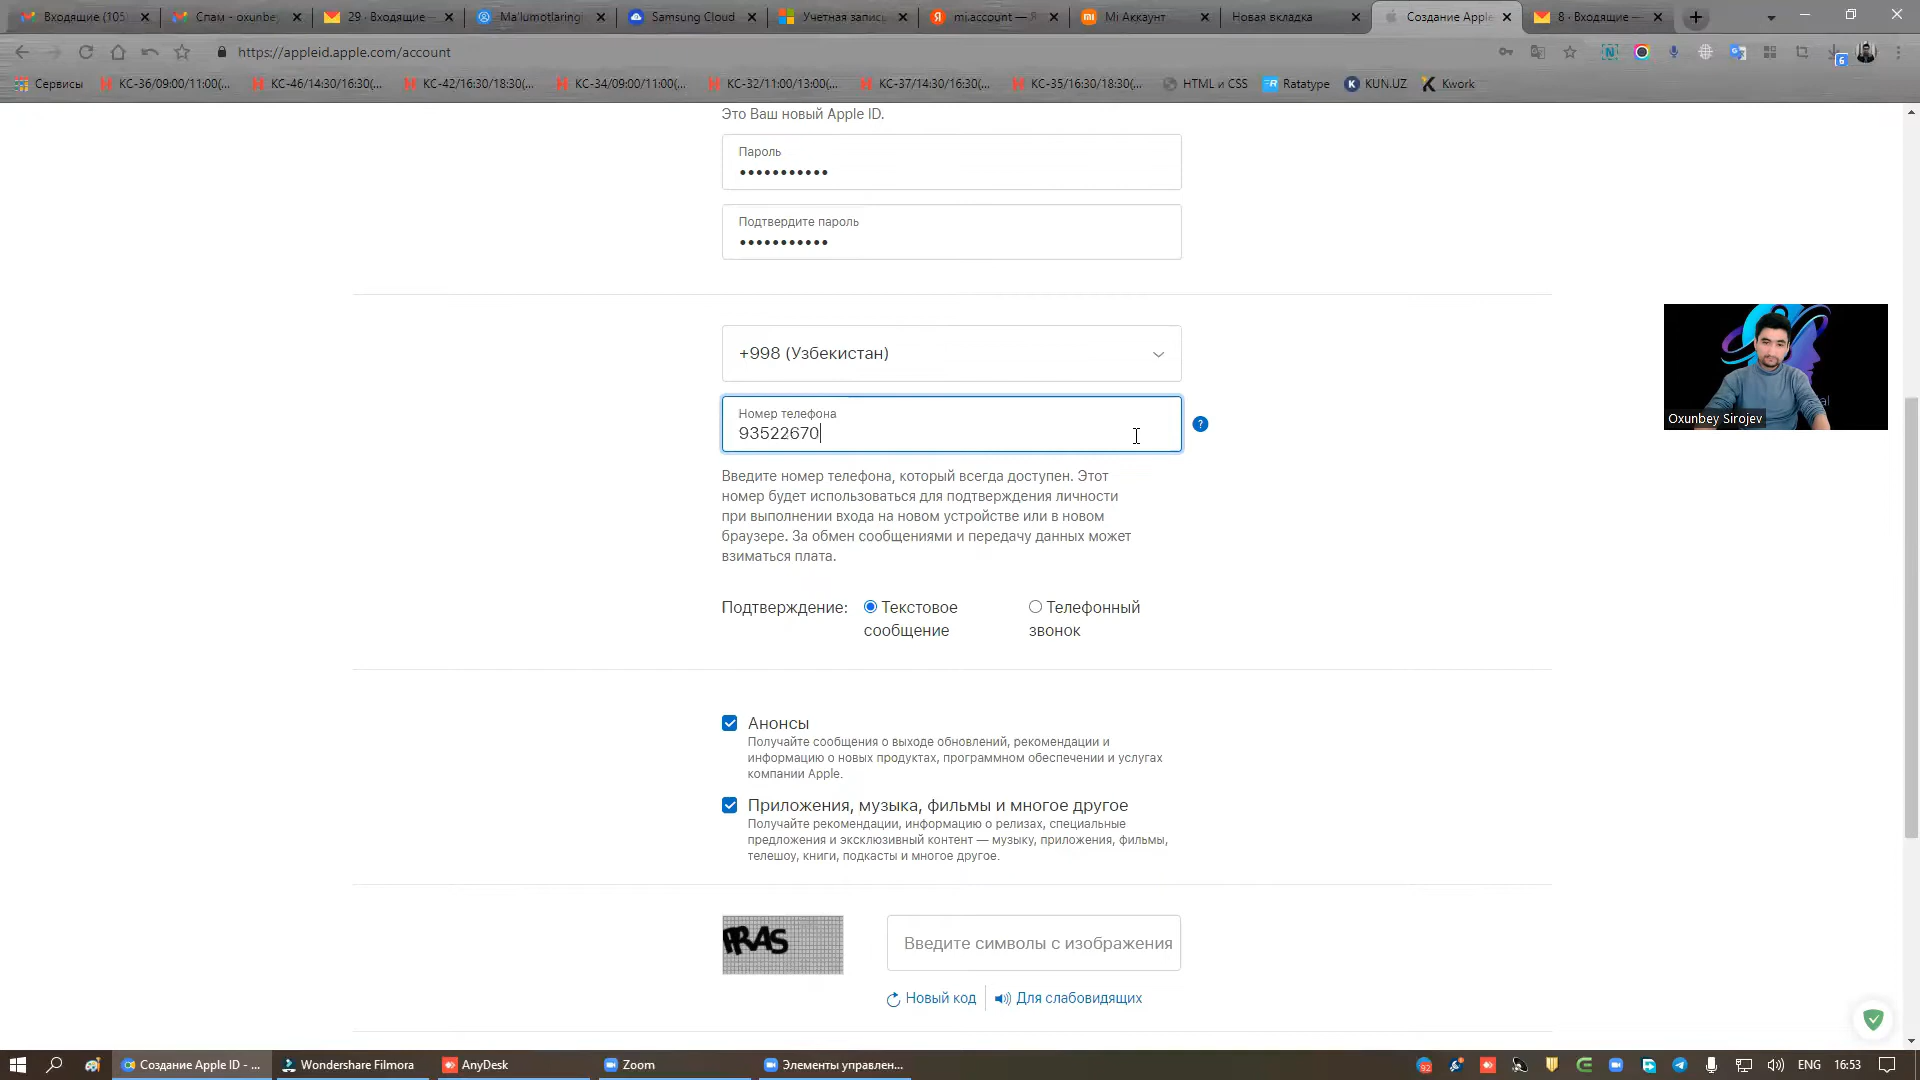 Входящие (105
Спам - oxunbe
29 · Входящие —
Ma'lumotlaring
Samsung Cloud
Учетная запис
mi.account — Я
Mi Аккаунт
Новая вкладка
Создание Apple
8 · Входящие —
https://appleid.apple.com/account
6
Сервисы
KC-36/09:00/11:00(...
KC-46/14:30/16:30(...
KC-42/16:30/18:30(...
KC-34/09:00/11:00(...
KC-32/11:00/13:00(...
KC-37/14:30/16:30(...
KC-35/16:30/18:30(...
HTML и CSS
Ratatype
KUN.UZ
Kwork
Это Ваш новый Apple ID.
Пароль
•••••••••••
Подтвердите пароль
•••••••••••
+998 (Узбекистан)
Номер телефона
93522670
?
Введите номер телефона, который всегда доступен. Этот
номер будет использоваться для подтверждения личности
при выполнении входа на новом устройстве или в новом
браузере. За обмен сообщениями и передачу данных может
взиматься плата.
Подтверждение: Текстовое сообщение
Телефонный звонок
Oxunbey Sirojev
Анонсы
Получайте сообщения о выходе обновлений, рекомендации и
информацию о новых продуктах, программном обеспечении и услугах
компании Apple.
Приложения, музыка, фильмы и многое другое
Получайте рекомендации, информацию о релизах, специальные
предложения и эксклюзивный контент — музыку, приложения, фильмы,
телешоу, книги, подкасты и многое другое.
Введите символы с изображения
Новый код
Для слабовидящих
Создание Apple ID - ...
Wondershare Filmora
AnyDesk
Zoom
Элементы управлен...
92
ENG
16:53